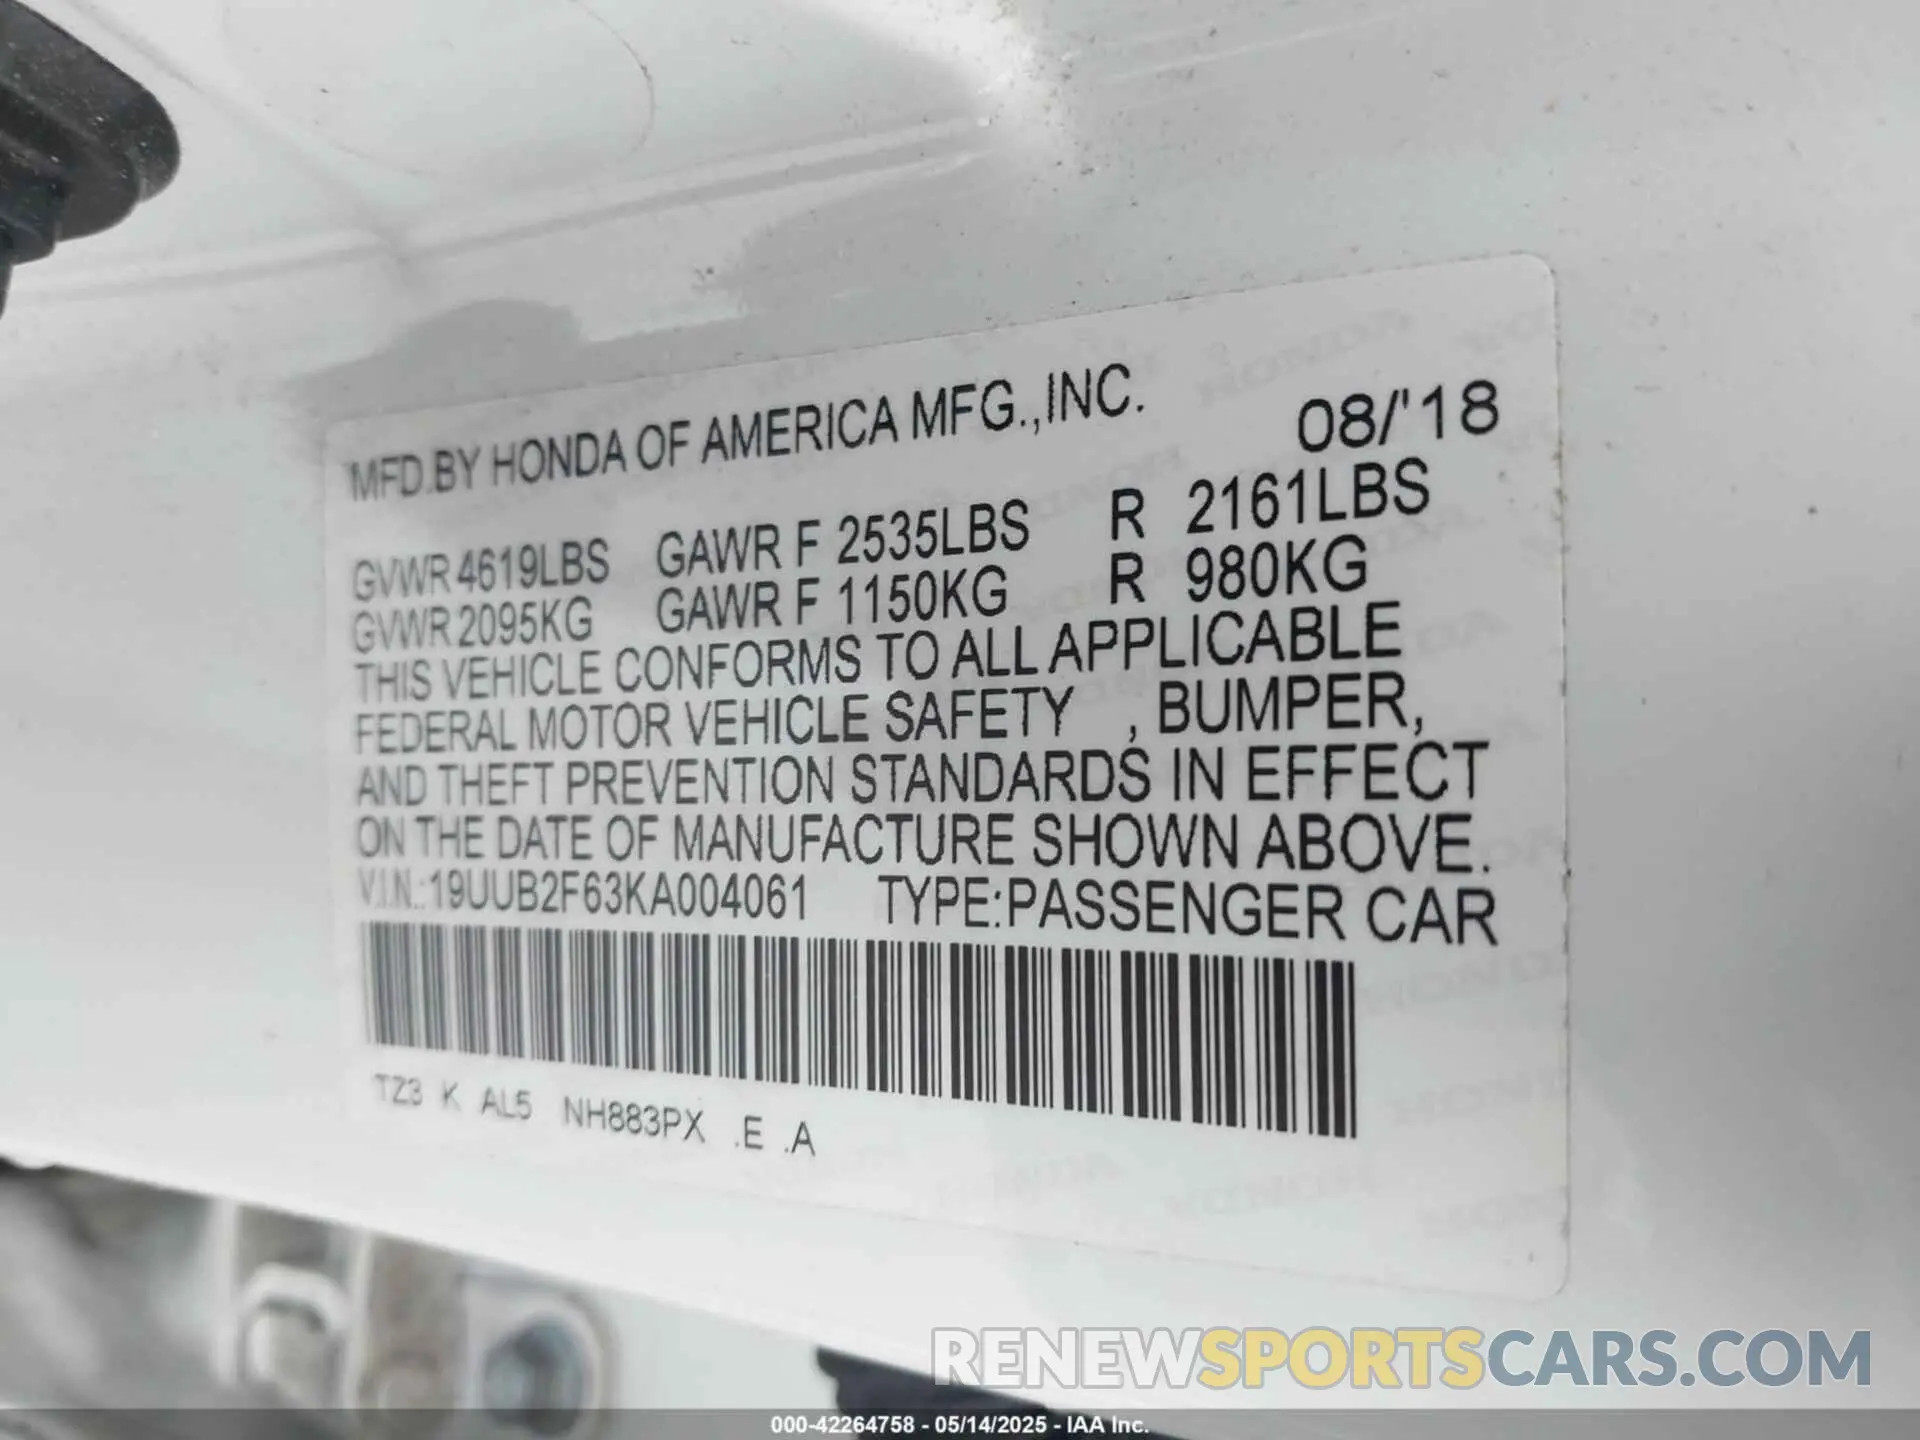 MFD.BY HONDA OF AMERICA MFG.,INC. 08/'18
GVWR 4619LBS GAWR F 2535LBS R 2161LBS
GVWR 2095KG GAWR F 1150KG R 980KG
THIS VEHICLE CONFORMS TO ALL APPLICABLE
FEDERAL MOTOR VEHICLE SAFETY , BUMPER,
AND THEFT PREVENTION STANDARDS IN EFFECT
ON THE DATE OF MANUFACTURE SHOWN ABOVE.
V.I.N.:19UUB2F63KA004061 TYPE:PASSENGER CAR
TZ3 K AL5 NH883PX .E .A
RENEWSPORTSCARS.COM
000-42264758 - 05/14/2025 - IAA Inc.